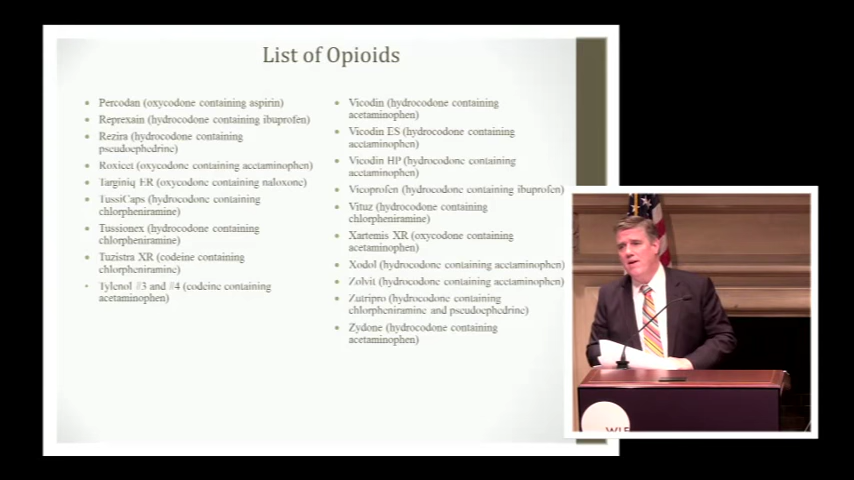 List of Opioids
Percodan (oxycodone containing aspirin)
Reprexain (hydrocodone containing ibuprofen)
Rezira (hydrocodone containing
pseudoephedrine)
Roxicet (oxycodone containing acetaminophen)
Targiniq ER (oxycodone containing naloxone)
TussiCaps (hydrocodone containing
chlorpheniramine)
Tussionex (hydrocodone containing
chlorpheniramine)
Tuzistra XR (codeine containing
chlorpheniramine)
Tylenol #3 and #4 (codeine containing
acetaminophen)
Vicodin (hydrocodone containing
acetaminophen)
Vicodin ES (hydrocodone containing
acetaminophen)
Vicodin HP (hydrocodone containing
acetaminophen)
Vicoprofen (hydrocodone containing ibuprofen)
Vituz (hydrocodone containing
chlorpheniramine)
Xartemis XR (oxycodone containing
acetaminophen)
Xodol (hydrocodone containing acetaminophen)
Zolvit (hydrocodone containing acetaminophen)
Zutripro (hydrocodone containing
chlorpheniramine and pseudoephedrine)
Zydone (hydrocodone containing
acetaminophen)